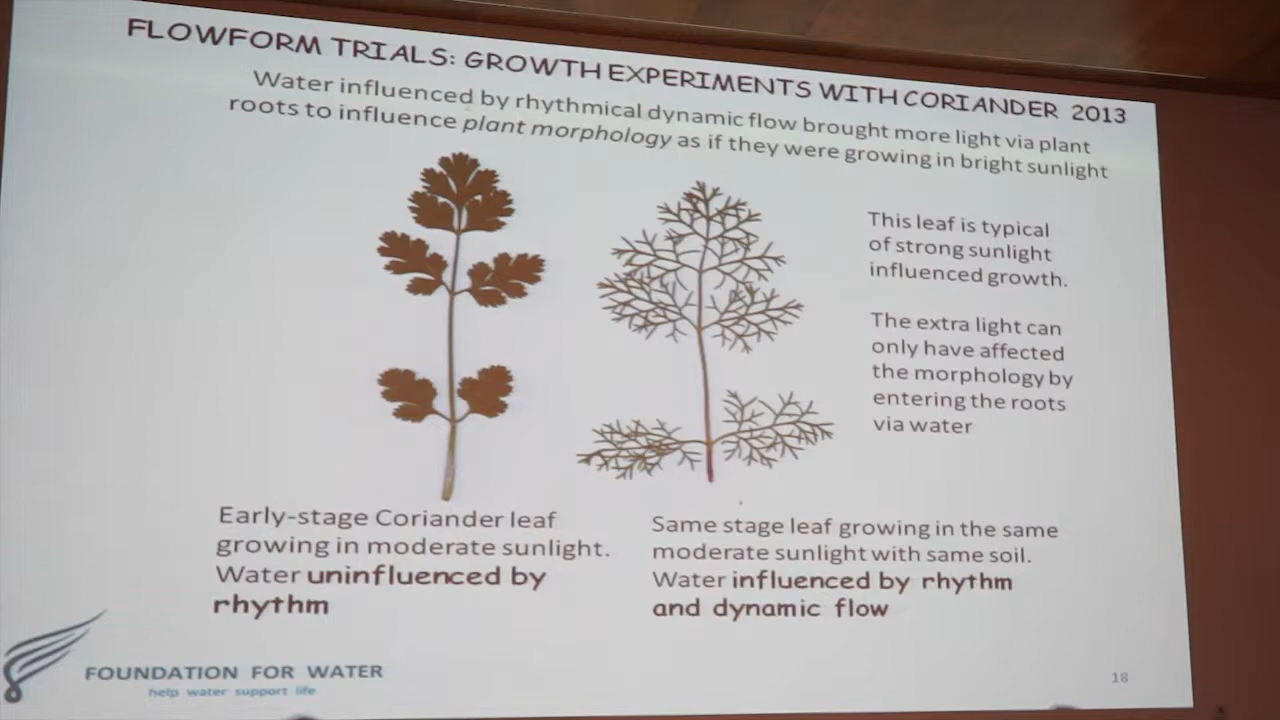 FLOWFORM TRIALS: GROWTH EXPERIMENTS WITH CORIANDER 2013
Water influenced by rhythmical dynamic flow brought more light via plant
roots to influence plant morphology as if they were growing in bright sunlight
This leaf is typical
of strong sunlight
influenced growth.
The extra light can
only have affected
the morphology by
entering the roots
via water
Early-stage Coriander leaf
growing in moderate sunlight.
Water uninfluenced by
rhythm
Same stage leaf growing in the same
moderate sunlight with same soil.
Water influenced by rhythm
and dynamic flow
FOUNDATION FOR WATER
help water support life
18